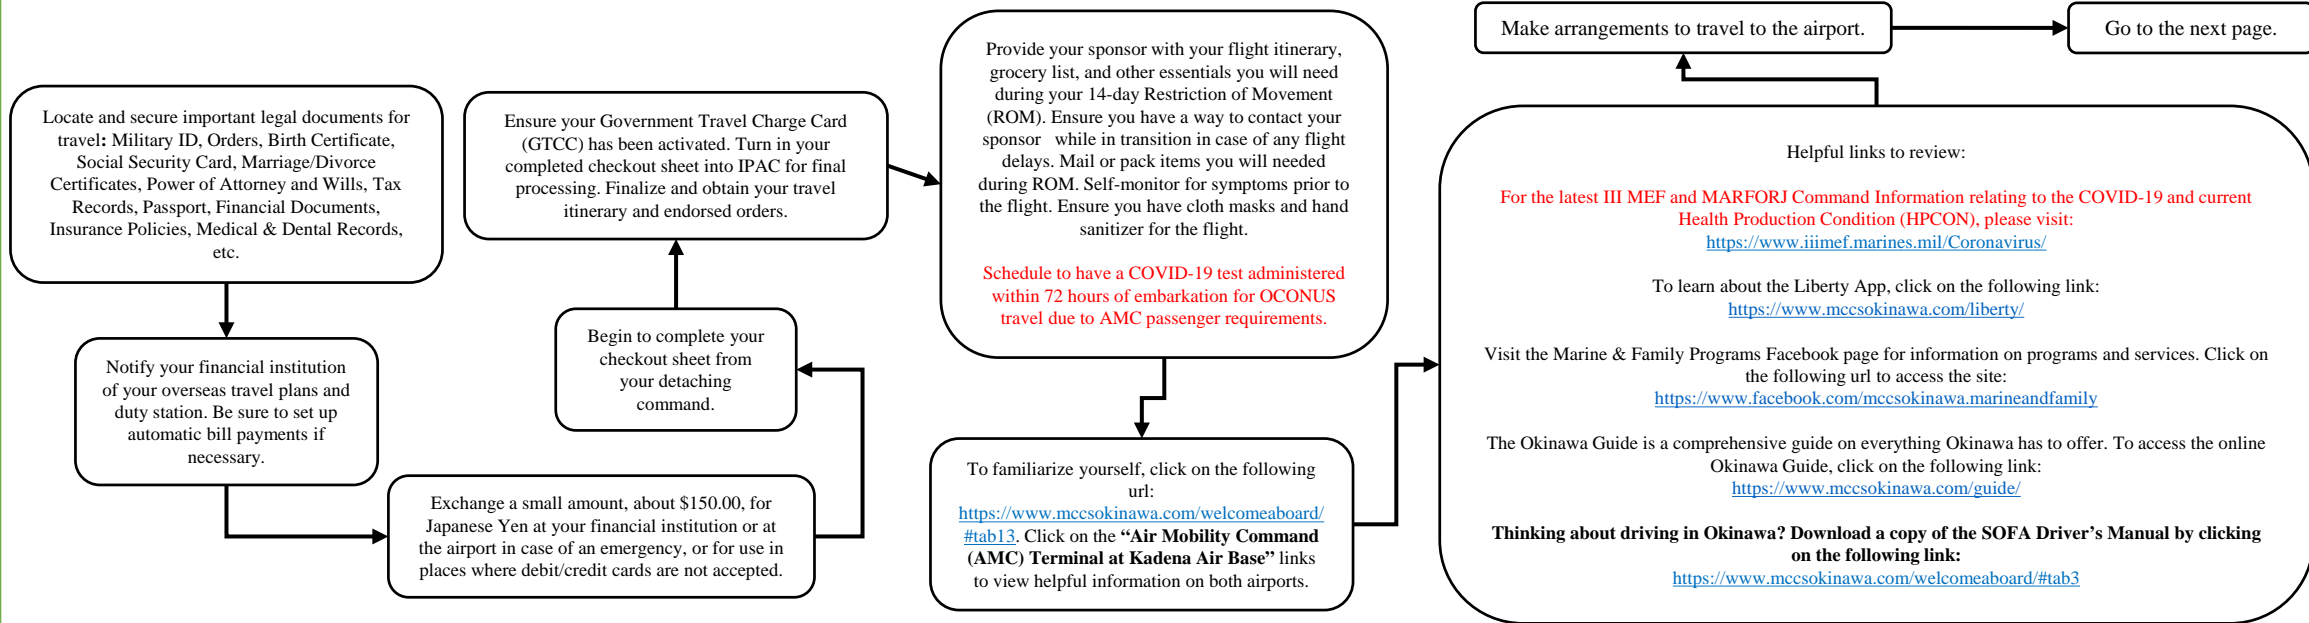 Locate and secure important legal documents for
travel: Military ID, Orders, Birth Certificate,
Social Security Card, Marriage/Divorce
Certificates, Power of Attorney and Wills, Tax
Records, Passport, Financial Documents,
Insurance Policies, Medical & Dental Records,
etc.
Notify your financial institution
of your overseas travel plans and
duty station. Be sure to set up
automatic bill payments if
necessary.
Exchange a small amount, about $150.00, for
Japanese Yen at your financial institution or at
the airport in case of an emergency, or for use in
places where debit/credit cards are not accepted.
Begin to complete your
checkout sheet from
your detaching
command.
Ensure your Government Travel Charge Card
(GTCC) has been activated. Turn in your
completed checkout sheet into IPAC for final
processing. Finalize and obtain your travel
itinerary and endorsed orders.
Provide your sponsor with your flight itinerary,
grocery list, and other essentials you will need
during your 14-day Restriction of Movement
(ROM). Ensure you have a way to contact your
sponsor while in transition in case of any flight
delays. Mail or pack items you will needed
during ROM. Self-monitor for symptoms prior to
the flight. Ensure you have cloth masks and hand
sanitizer for the flight.
Schedule to have a COVID-19 test administered
within 72 hours of embarkation for OCONUS
travel due to AMC passenger requirements.
To familiarize yourself, click on the following
url:
https://www.mccsokinawa.com/welcomeaboard/
#tab13. Click on the “Air Mobility Command
(AMC) Terminal at Kadena Air Base” links
to view helpful information on both airports.
Helpful links to review:
For the latest III MEF and MARFORJ Command Information relating to the COVID-19 and current
Health Production Condition (HPCON), please visit:
https://www.iiimef.marines.mil/Coronavirus/
To learn about the Liberty App, click on the following link:
https://www.mccsokinawa.com/liberty/
Visit the Marine & Family Programs Facebook page for information on programs and services. Click on
the following url to access the site:
https://www.facebook.com/mccsokinawa.marineandfamily
The Okinawa Guide is a comprehensive guide on everything Okinawa has to offer. To access the online
Okinawa Guide, click on the following link:
https://www.mccsokinawa.com/guide/
Thinking about driving in Okinawa? Download a copy of the SOFA Driver’s Manual by clicking
on the following link:
https://www.mccsokinawa.com/welcomeaboard/#tab3
Make arrangements to travel to the airport.
Go to the next page.